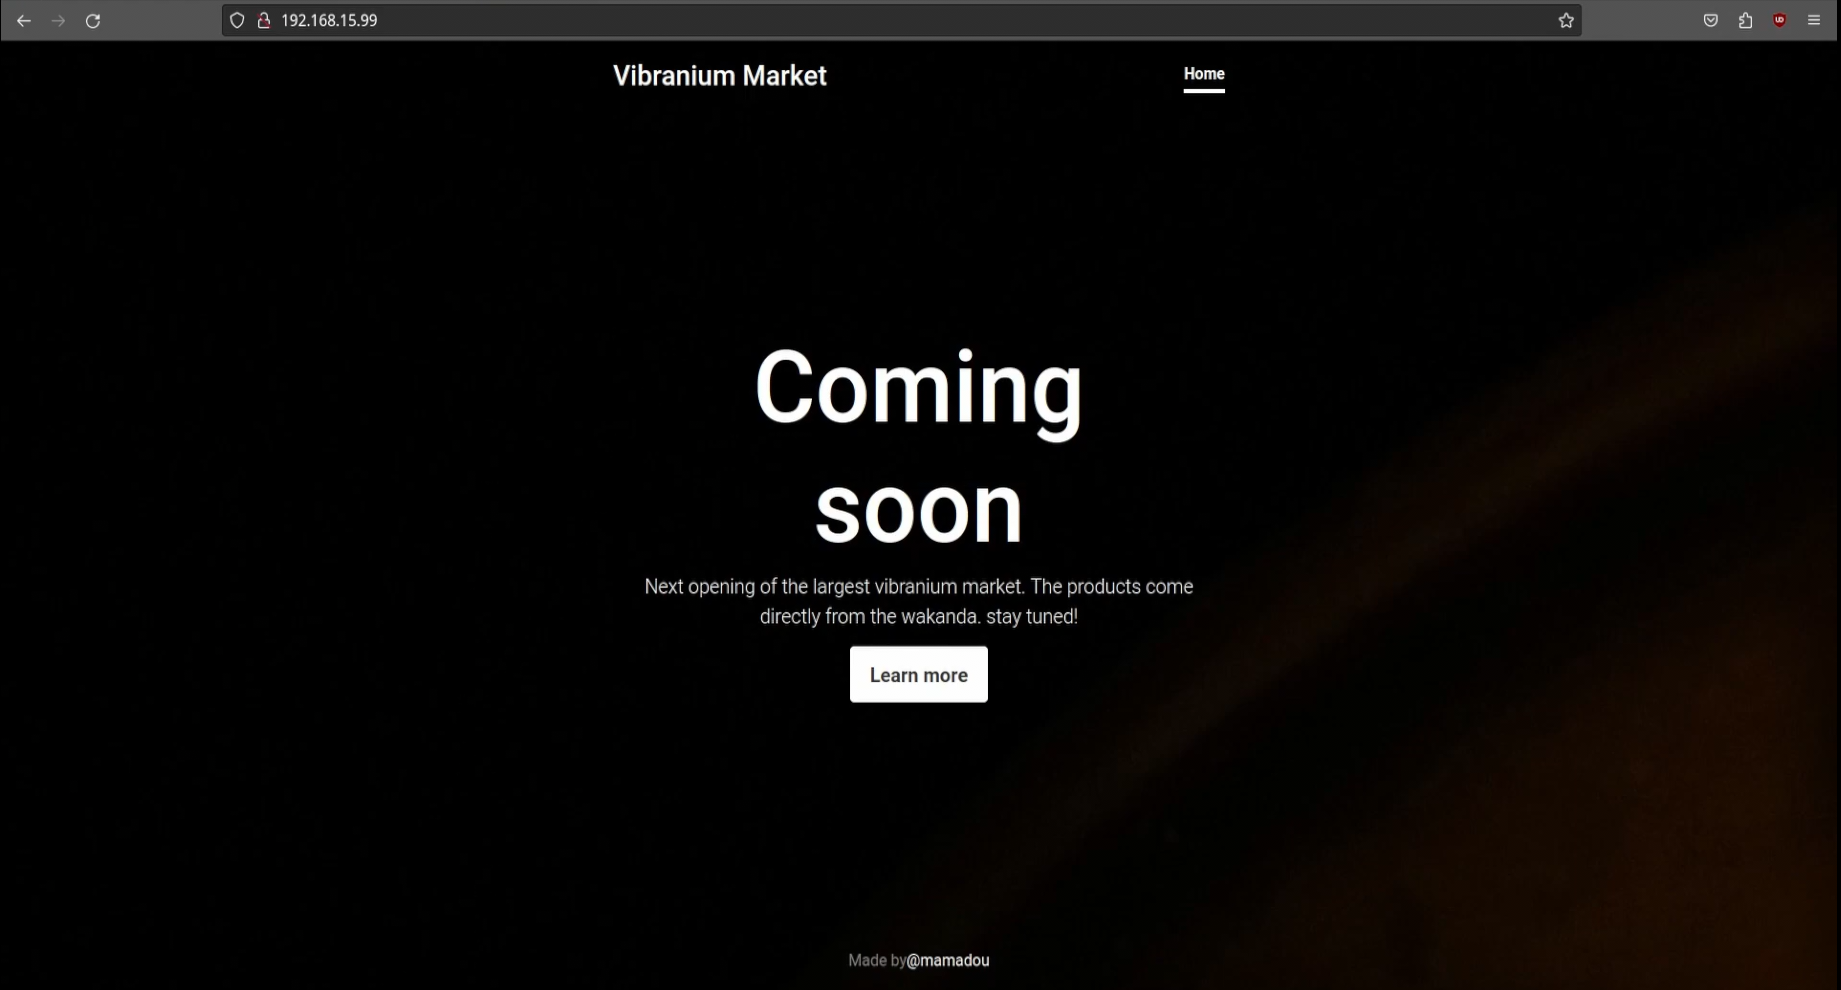 192.168.15.99
Vibranium Market
Home
Coming
soon
Next opening of the largest vibranium market. The products come
directly from the wakanda. stay tuned!
Learn more
Made by@mamadou